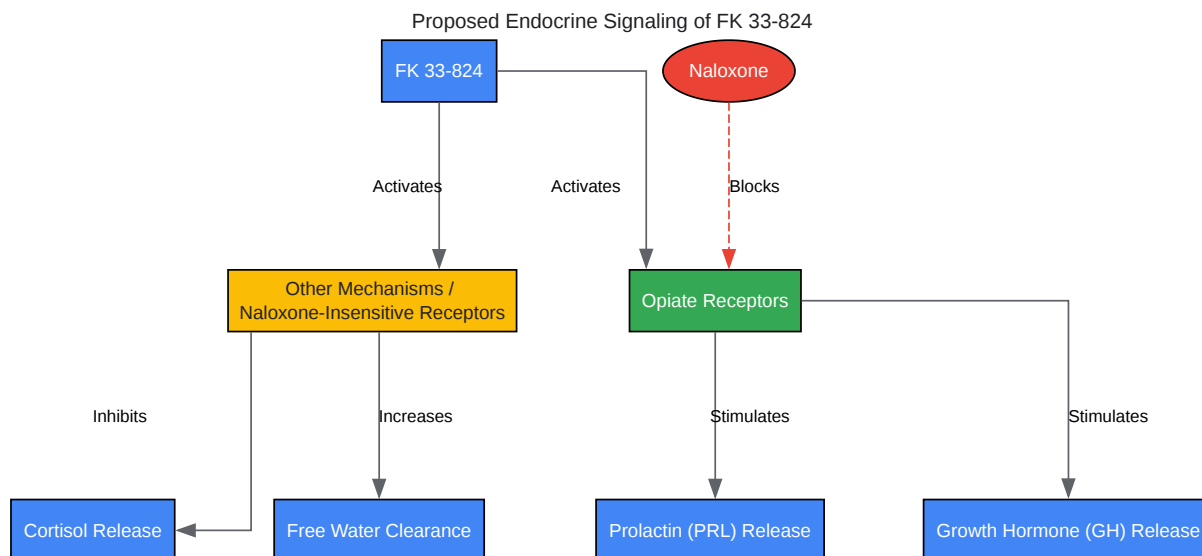 Proposed Endocrine Signaling of FK 33-824
FK 33-824
Naloxone
Activates
Activates
Blocks
Other Mechanisms /
Naloxone-Insensitive Receptors
Opiate Receptors
Inhibits
Increases
Stimulates
Stimulates
Cortisol Release
Free Water Clearance
Prolactin (PRL) Release
Growth Hormone (GH) Release